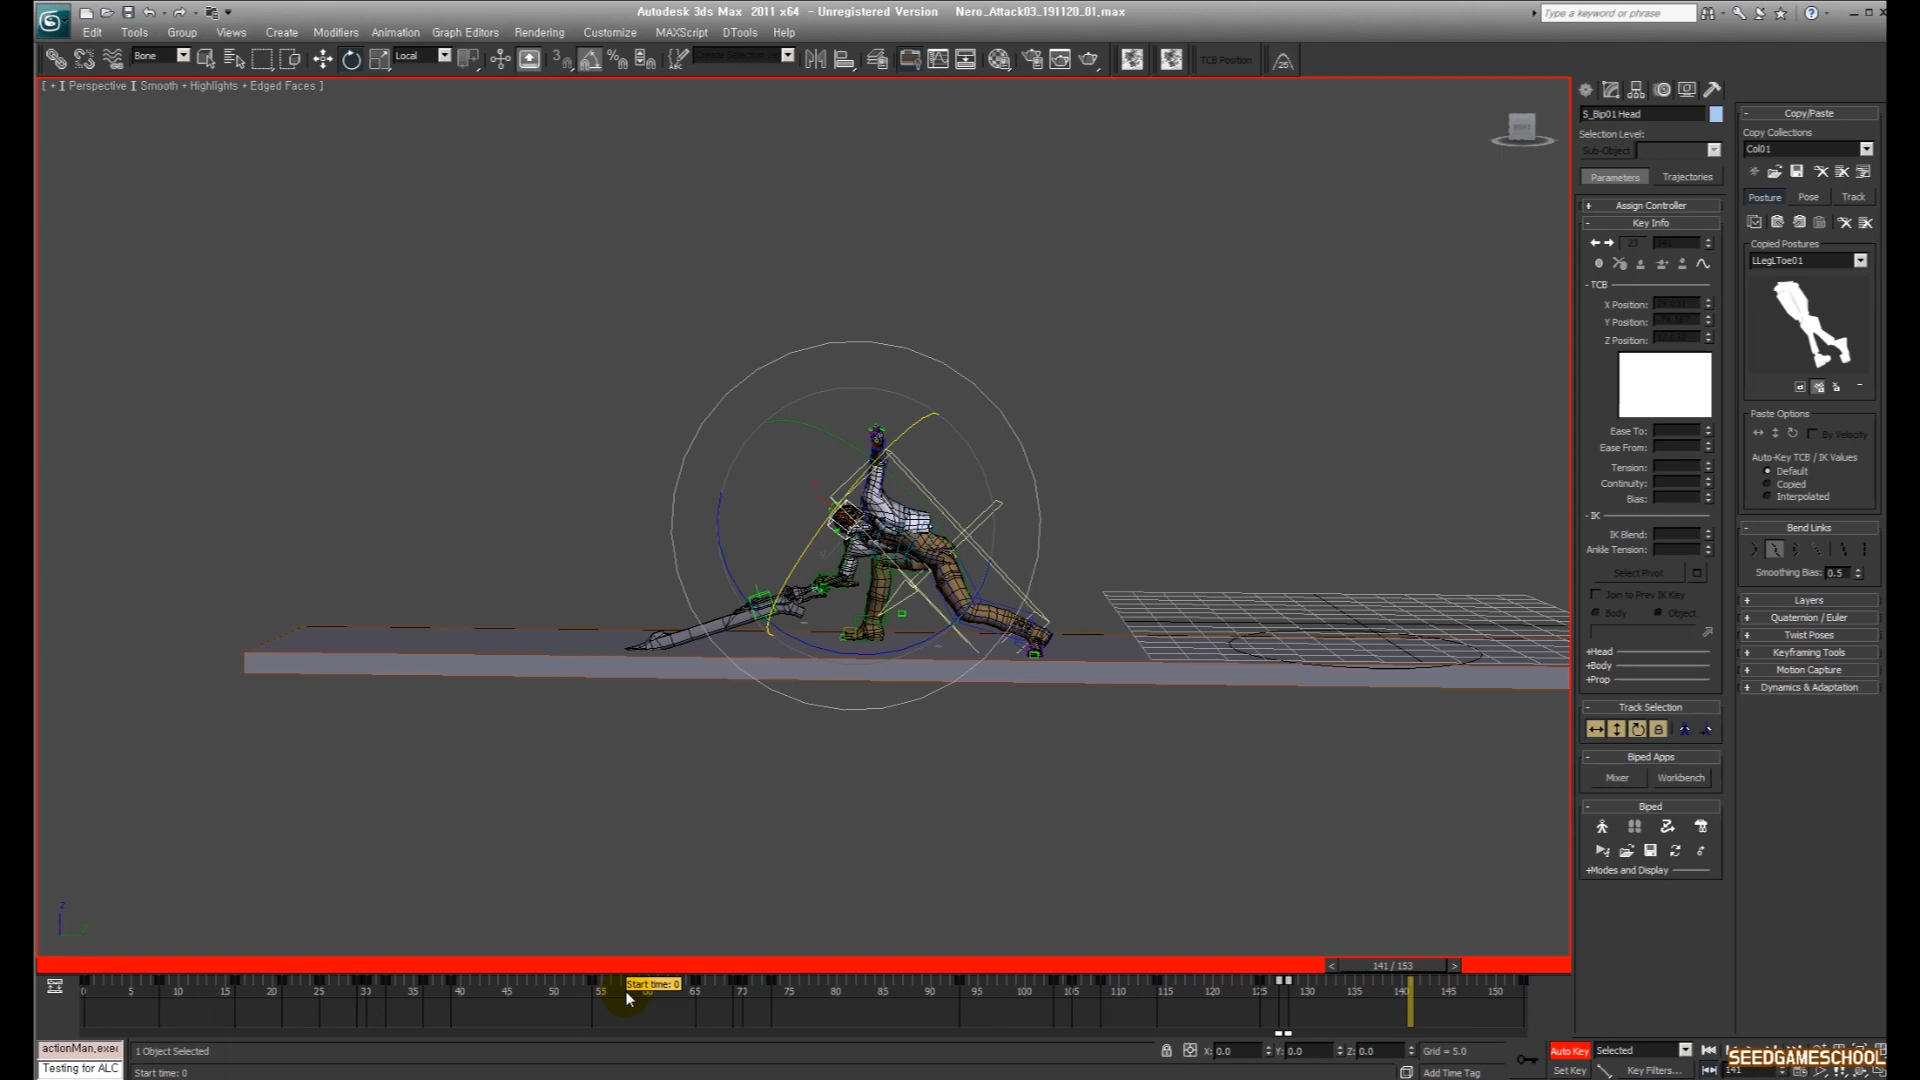 Autodesk 3ds Max 2011 x64 - Unregistered Version Nero_Attack03_191120_01.max
Type a keyword or phrase
Edit Tools Group Views Create Modifiers Animation Graph Editors Rendering Customize MAXScript DTools Help
Bone
Local
TCB Position
[ + ] Perspective ] Smooth + Highlights + Edged Faces ]
S_Bip01 Head
Selection Level:
Sub-Object
Parameters Trajectories
+ Assign Controller
- Key Info
23 141
- TCB
X Position:
Y Position:
Z Position:
Ease To:
Ease From:
Tension:
Continuity:
Bias:
- IK
IK Blend:
Ankle Tension:
Select Pivot
Join to Prev IK Key
Body Object
+Head
+Body
+Prop
- Track Selection
- Biped Apps
Mixer Workbench
- Biped
+Modes and Display
- Copy/Paste
Copy Collections
Col01
Posture Pose Track
Copied Postures
LLegLToe01
Paste Options
By Velocity
Auto-Key TCB / IK Values
Default
Copied
Interpolated
- Bend Links
Smoothing Bias: 0.5
+ Layers
+ Quaternion / Euler
+ Twist Poses
+ Keyframing Tools
+ Motion Capture
+ Dynamics & Adaptation
z
< 141 / 153 >
Start time: 0
0 5 10 15 20 25 30 35 40 45 50 55 60 65 70 75 80 85 90 95 100 105 110 115 120 125 130 135 140 145 150
actionMan,exec
Testing for ALC
1 Object Selected
Start time: 0
X: 0.0 Y: 0.0 Z: 0.0
Grid = 5.0
Add Time Tag
Auto Key Selected
Set Key Key Filters...
141
SEEDGAMESCHOOL